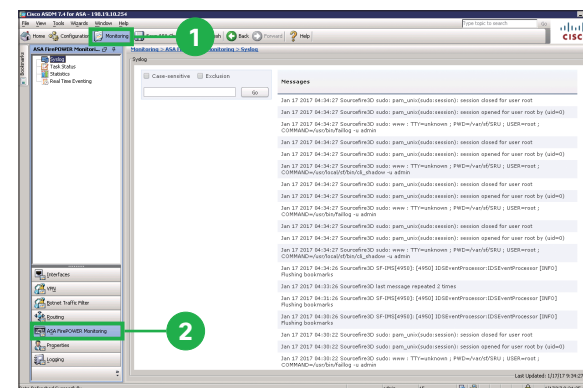 Cisco ASDM 7.4 for ASA - 198.19.10.254
File View Tools Wizards Window Help
Type topic to search Go
Home Configuration Monitoring Back Forward Help
CISCO
1
ASA FirePOWER Monitori...
Monitoring > ASA Monitoring > Syslog
Syslog
Bookmarks
Syslog
Task Status
Statistics
Real Time Eventing
Case-sensitive Exclusion
Go
Messages
Jan 17 2017 04:34:27 Sourcefire3D sudo: pam_unix(sudo:session): session closed for user root
Jan 17 2017 04:34:27 Sourcefire3D sudo: pam_unix(sudo:session): session opened for user root by (uid=0)
Jan 17 2017 04:34:27 Sourcefire3D sudo: www : TTY=unknown ; PWD=/var/sf/SRU ; USER=root ;
COMMAND=/usr/bin/faillog -u admin
Jan 17 2017 04:34:27 Sourcefire3D sudo: pam_unix(sudo:session): session closed for user root
Jan 17 2017 04:34:27 Sourcefire3D sudo: pam_unix(sudo:session): session opened for user root by (uid=0)
Jan 17 2017 04:34:27 Sourcefire3D sudo: www : TTY=unknown ; PWD=/var/sf/SRU ; USER=root ;
COMMAND=/usr/local/sf/bin/cli_shadow -u admin
Jan 17 2017 04:34:27 Sourcefire3D sudo: pam_unix(sudo:session): session closed for user root
Jan 17 2017 04:34:27 Sourcefire3D sudo: pam_unix(sudo:session): session opened for user root by (uid=0)
Jan 17 2017 04:34:27 Sourcefire3D sudo: www : TTY=unknown ; PWD=/var/sf/SRU ; USER=root ;
COMMAND=/usr/bin/faillog -u admin
Jan 17 2017 04:34:27 Sourcefire3D sudo: pam_unix(sudo:session): session closed for user root
Jan 17 2017 04:34:27 Sourcefire3D sudo: pam_unix(sudo:session): session opened for user root by (uid=0)
Jan 17 2017 04:34:27 Sourcefire3D sudo: www : TTY=unknown ; PWD=/var/sf/SRU ; USER=root ;
COMMAND=/usr/local/sf/bin/cli_shadow -u admin
Jan 17 2017 04:34:26 Sourcefire3D SF-IMS[4950]: [4950] IDSEventProcessor:IDSEventProcessor [INFO]
Flushing bookmarks
Jan 17 2017 04:33:26 Sourcefire3D last message repeated 2 times
Jan 17 2017 04:31:26 Sourcefire3D SF-IMS[4950]: [4950] IDSEventProcessor:IDSEventProcessor [INFO]
Flushing bookmarks
Jan 17 2017 04:30:26 Sourcefire3D SF-IMS[4950]: [4950] IDSEventProcessor:IDSEventProcessor [INFO]
Flushing bookmarks
Jan 17 2017 04:30:22 Sourcefire3D sudo: pam_unix(sudo:session): session closed for user root
Jan 17 2017 04:30:22 Sourcefire3D sudo: pam_unix(sudo:session): session opened for user root by (uid=0)
Jan 17 2017 04:30:22 Sourcefire3D sudo: www : TTY=unknown ; PWD=/var/sf/SRU ; USER=root ;
COMMAND=/usr/bin/faillog -u admin
Interfaces
VPN
Botnet Traffic Filter
Routing
ASA FirePOWER Monitoring
2
Properties
Logging
Last Updated: 1/17/17 9:34:27